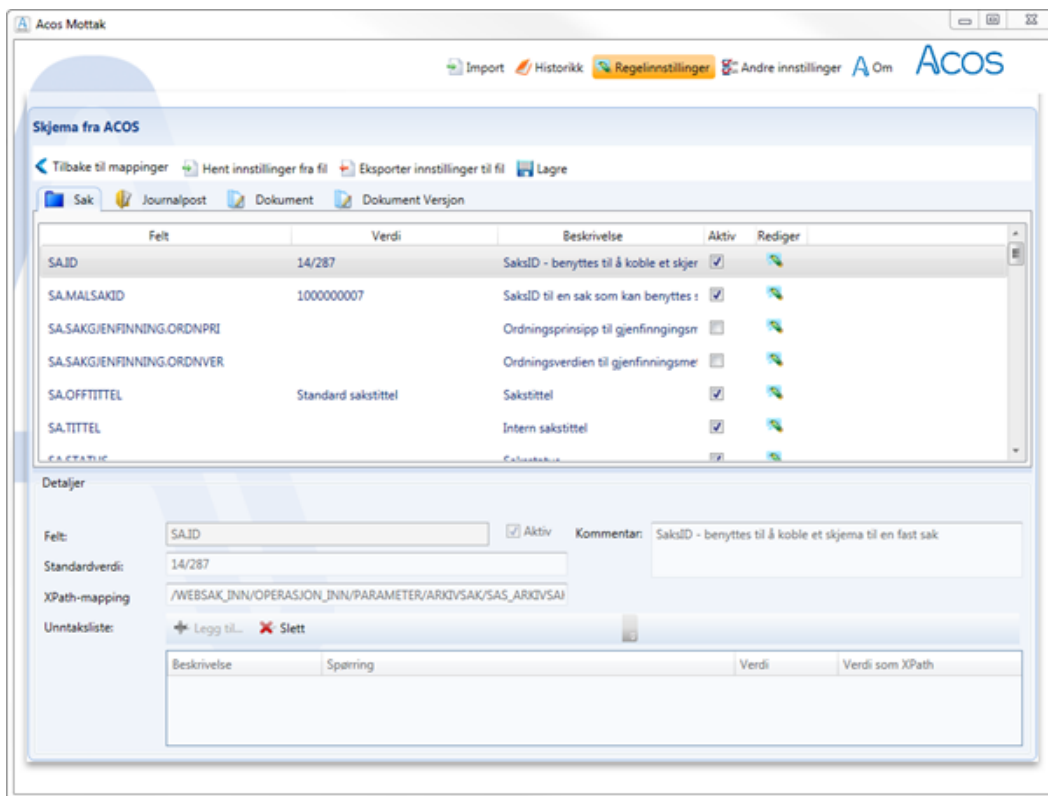 Acos Mottak
Import Historikk Regelinnstillinger Andre innstillinger Om Acos
Skjema fra ACOS
Tilbake til mappinger Hent innstillinger fra fil Eksporter innstillinger til fil Lagre
Sak Journalpost Dokument Dokument Versjon
Felt Verdi Beskrivelse Aktiv Rediger
SA.ID 14/287 SaksID - benyttes til å koble et skjer
SA.MALSAKID 1000000007 SaksID til en sak som kan benyttes s
SA.SAKGJENFINNING.ORDNPRI Ordningsprinsipp til gjenfinngingsm
SA.SAKGJENFINNING.ORDNVER Ordningsverdien til gjenfinningsme
SA.OFFTITTEL Standard sakstittel Sakstittel
SA.TITTEL Intern sakstittel
SA.STATUS Saksstatus
Detaljer
Felt: SA.ID Aktiv Kommentar: SaksID - benyttes til å koble et skjema til en fast sak
Standardverdi: 14/287
XPath-mapping /WEBSAK_INN/OPERASJON_INN/PARAMETER/ARKIVSAK/SAS_ARKIVSAK
Unntaksliste: Legg til... Slett
Beskrivelse Spørring Verdi Verdi som XPath